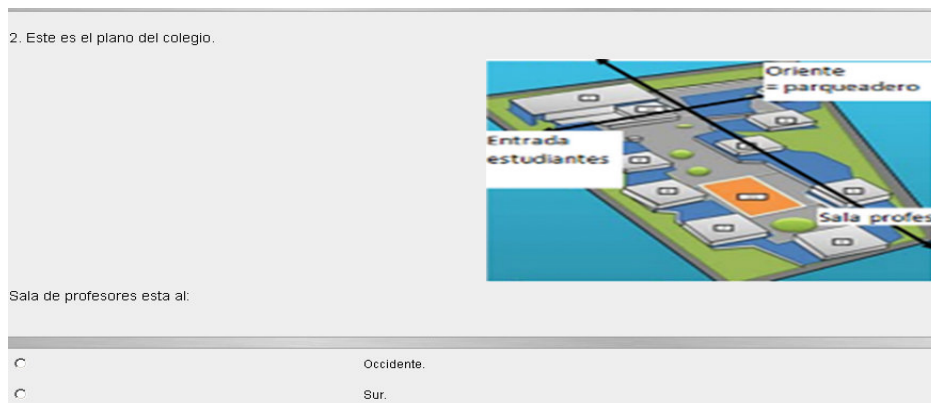 2. Este es el plano del colegio.
Oriente
= parqueadero
Entrada
estudiantes
Sala profes
Sala de profesores esta al:
Occidente.
Sur.